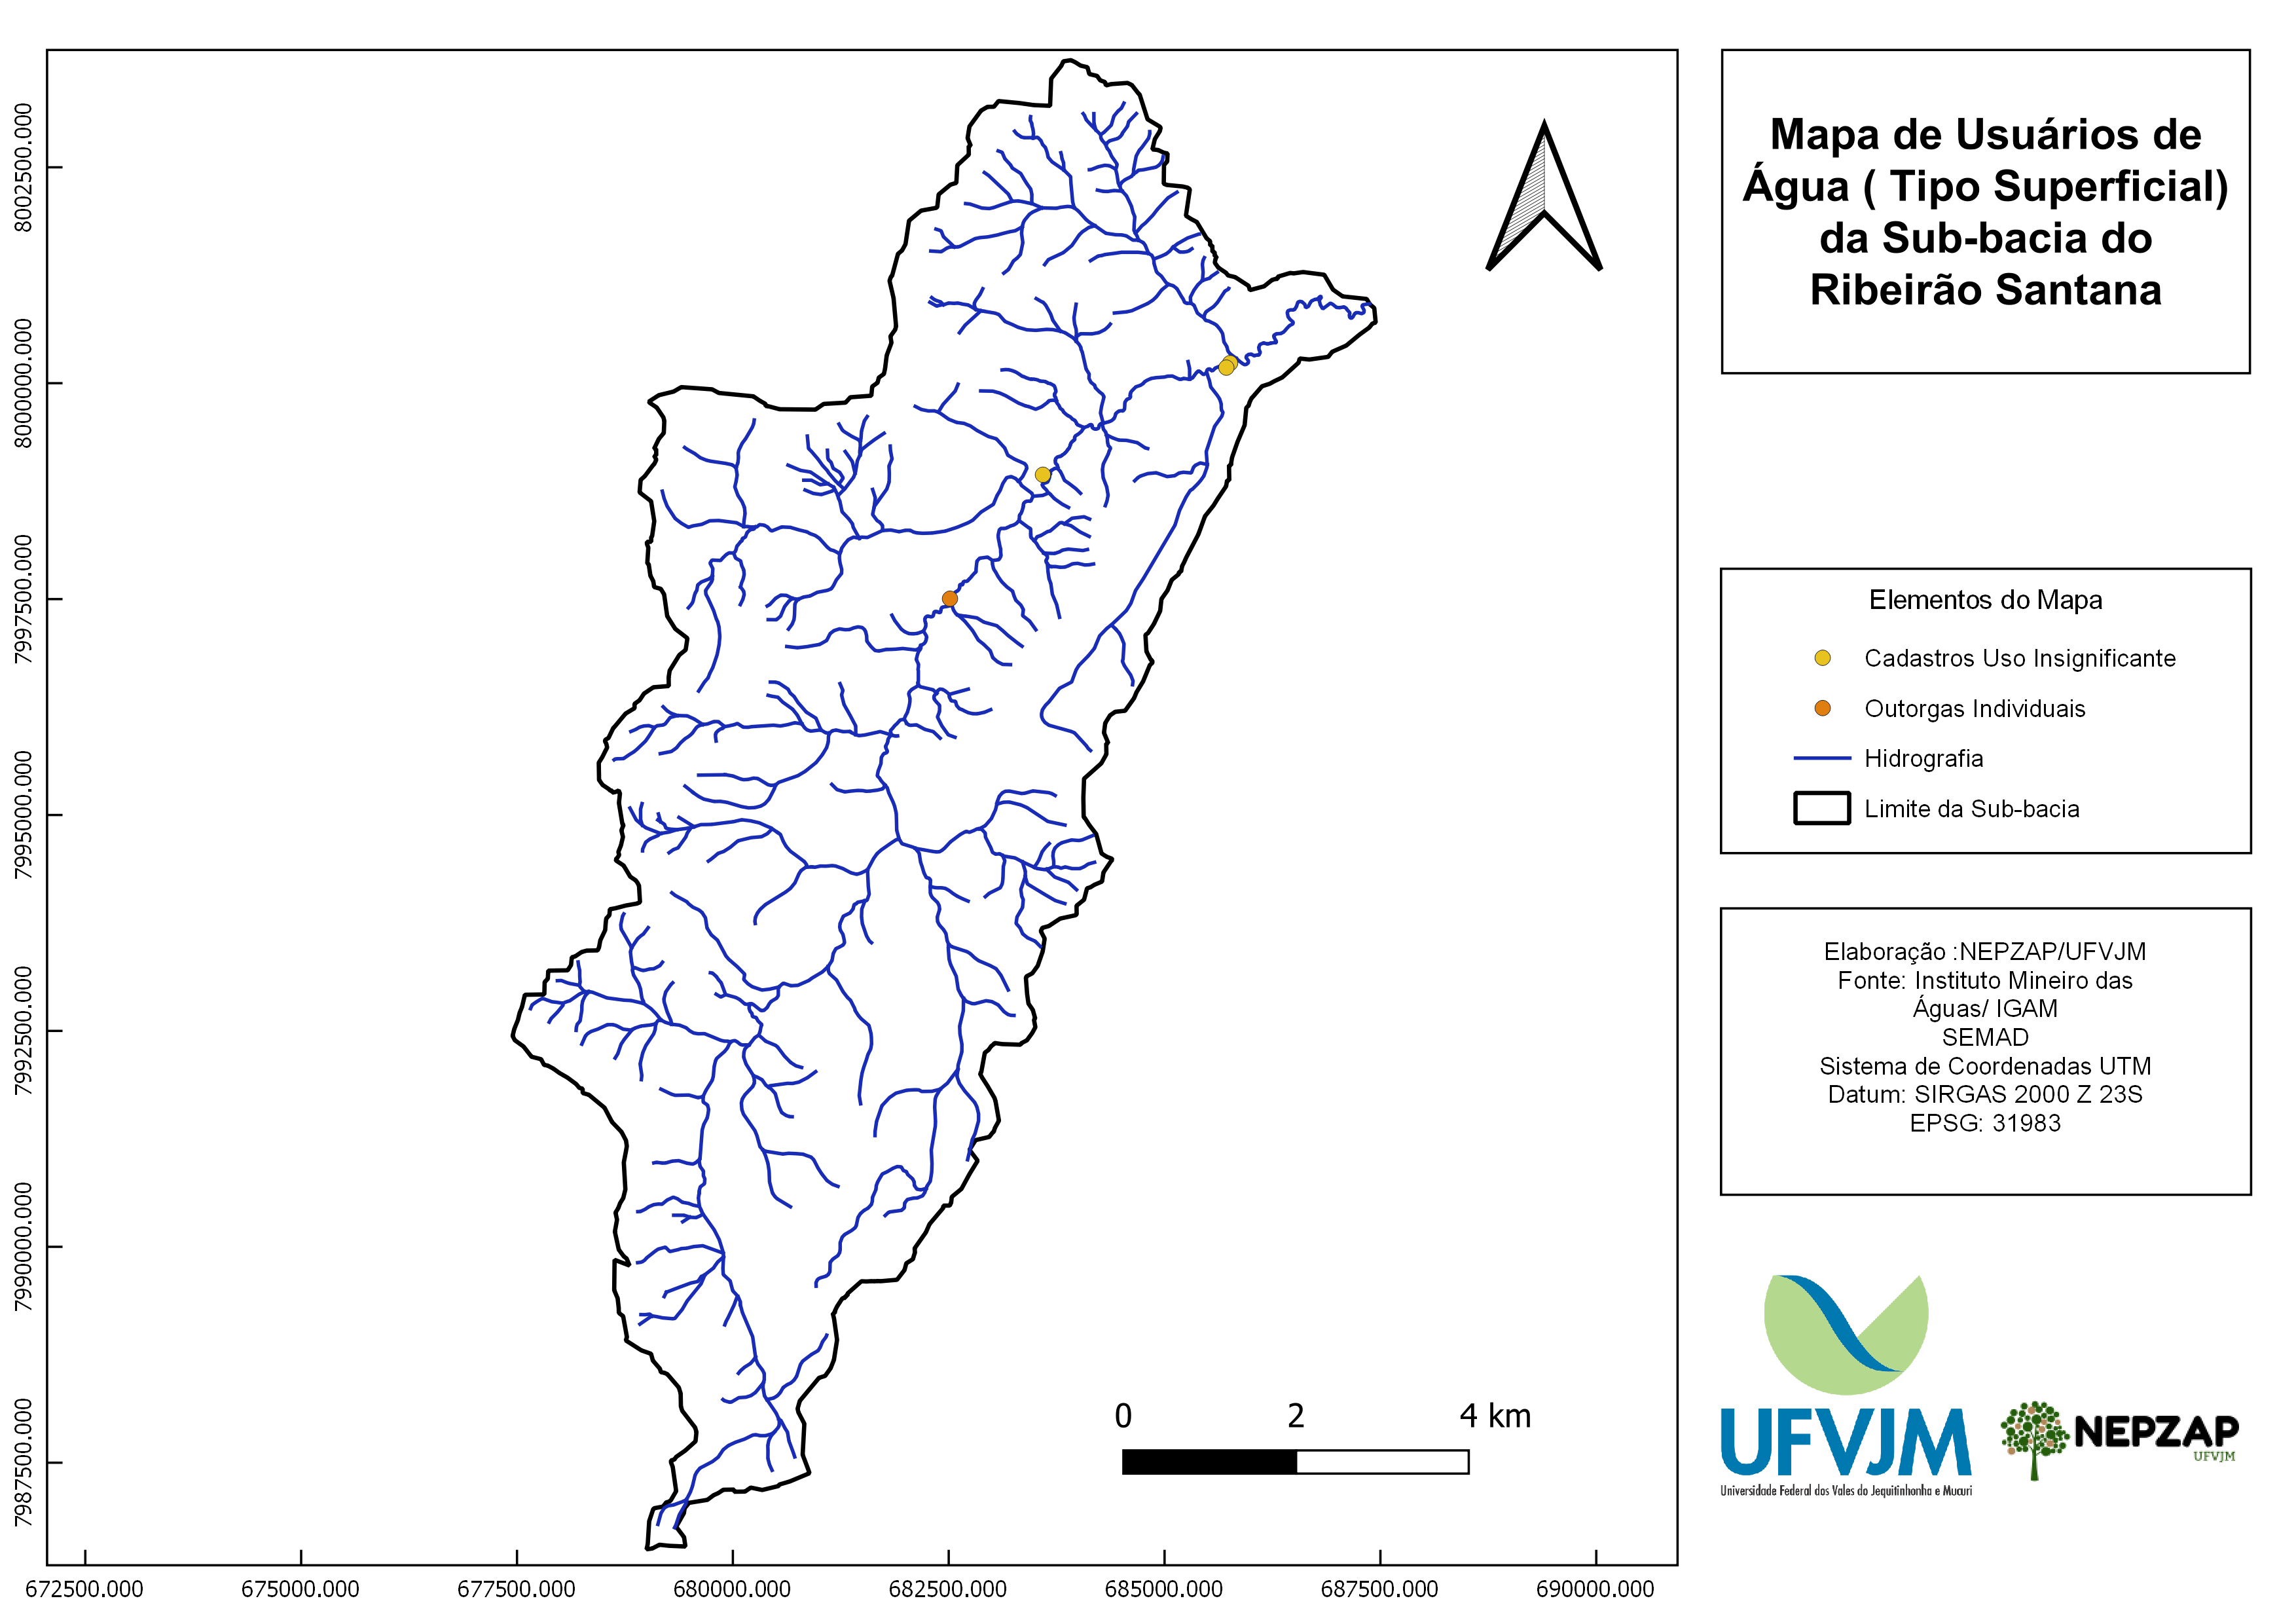 Mapa de Usuários de
Água ( Tipo Superficial)
da Sub-bacia do
Ribeirão Santana
8002500.000
8000000.000
7997500.000
7995000.000
7992500.000
7990000.000
7987500.000
672500.000
675000.000
677500.000
680000.000
682500.000
685000.000
687500.000
690000.000
0
2
4 km
Elementos do Mapa
Cadastros Uso Insignificante
Outorgas Individuais
Hidrografia
Limite da Sub-bacia
Elaboração :NEPZAP/UFVJM
Fonte: Instituto Mineiro das
Águas/ IGAM
SEMAD
Sistema de Coordenadas UTM
Datum: SIRGAS 2000 Z 23S
EPSG: 31983
UFVJM
Universidade Federal dos Vales do Jequitinhonha e Mucuri
NEPZAP
UFVJM